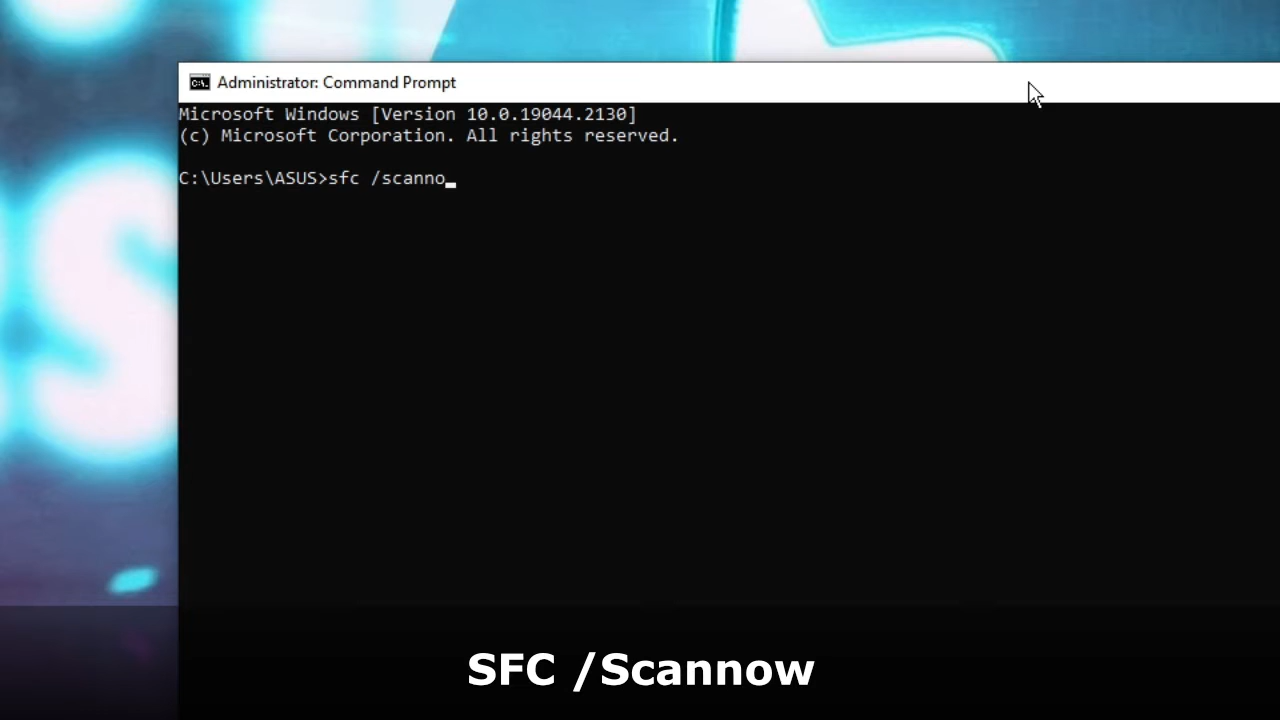 Administrator: Command Prompt
Microsoft Windows [Version 10.0.19044.2130]
(c) Microsoft Corporation. All rights reserved.
C:\Users\ASUS>sfc /scanno
SFC /Scannow